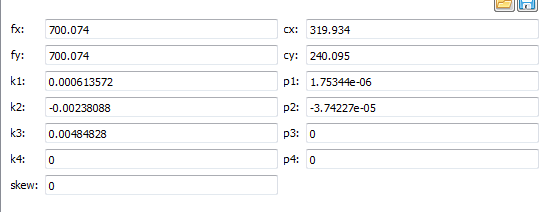 fx: 700.074 cx: 319.934
fy: 700.074 cy: 240.095
k1: 0.000613572 p1: 1.75344e-06
k2: -0.00238088 p2: -3.74227e-05
k3: 0.00484828 p3: 0
k4: 0 p4: 0
skew: 0